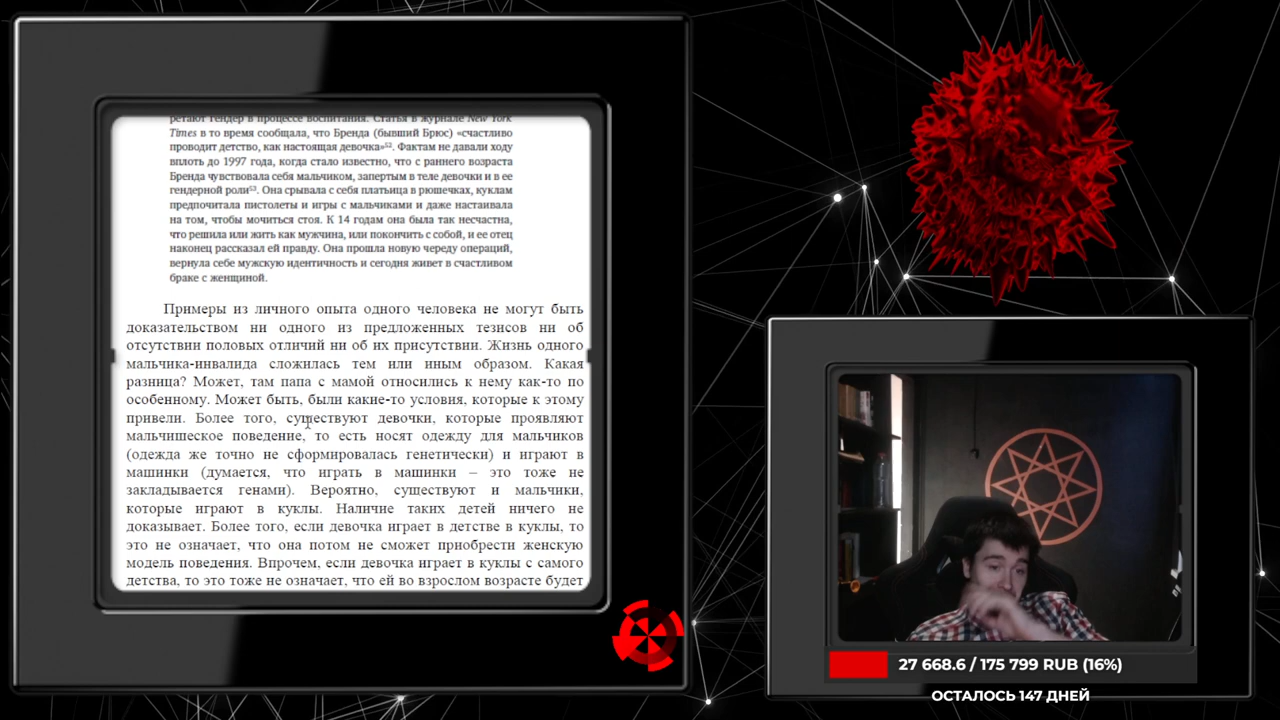 ретают гендер в процессе воспитания. Статья в журнале New York
Times в то время сообщала, что Бренда (бывший Брюс) «счастливо
проводит детство, как настоящая девочка»52. Фактам не давали ходу
вплоть до 1997 года, когда стало известно, что с раннего возраста
Бренда чувствовала себя мальчиком, запертым в теле девочки и в ее
гендерной роли53. Она срывала с себя платьица в рюшечках, куклам
предпочитала пистолеты и игры с мальчиками и даже настаивала
на том, чтобы мочиться стоя. К 14 годам она была так несчастна,
что решила или жить как мужчина, или покончить с собой, и ее отец
наконец рассказал ей правду. Она прошла новую череду операций,
вернула себе мужскую идентичность и сегодня живет в счастливом
браке с женщиной.
Примеры из личного опыта одного человека не могут быть
доказательством ни одного из предложенных тезисов ни об
отсутствии половых отличий ни об их присутствии. Жизнь одного
мальчика-инвалида сложилась тем или иным образом. Какая
разница? Может, там папа с мамой относились к нему как-то по
особенному. Может быть, были какие-то условия, которые к этому
привели. Более того, существуют девочки, которые проявляют
мальчишеское поведение, то есть носят одежду для мальчиков
(одежда же точно не сформировалась генетически) и играют в
машинки (думается, что играть в машинки – это тоже не
закладывается генами). Вероятно, существуют и мальчики,
которые играют в куклы. Наличие таких детей ничего не
доказывает. Более того, если девочка играет в детстве в куклы, то
это не означает, что она потом не сможет приобрести женскую
модель поведения. Впрочем, если девочка играет в куклы с самого
детства, то это тоже не означает, что ей во взрослом возрасте будет
27 668.6 / 175 799 RUB (16%)
ОСТАЛОСЬ 147 ДНЕЙ